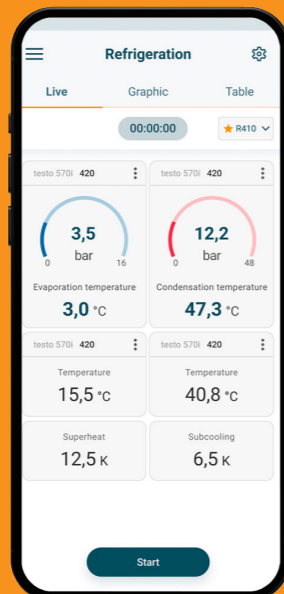 Refrigeration
Live Graphic Table
00:00:00 R410
testo 570i 420 testo 570i 420
3,5 12,2
bar bar
0 16 0 48
Evaporation temperature Condensation temperature
3,0 °C 47,3 °C
testo 570i 420 testo 570i 420
Temperature Temperature
15,5 °C 40,8 °C
Superheat Subcooling
12,5 K 6,5 K
Start